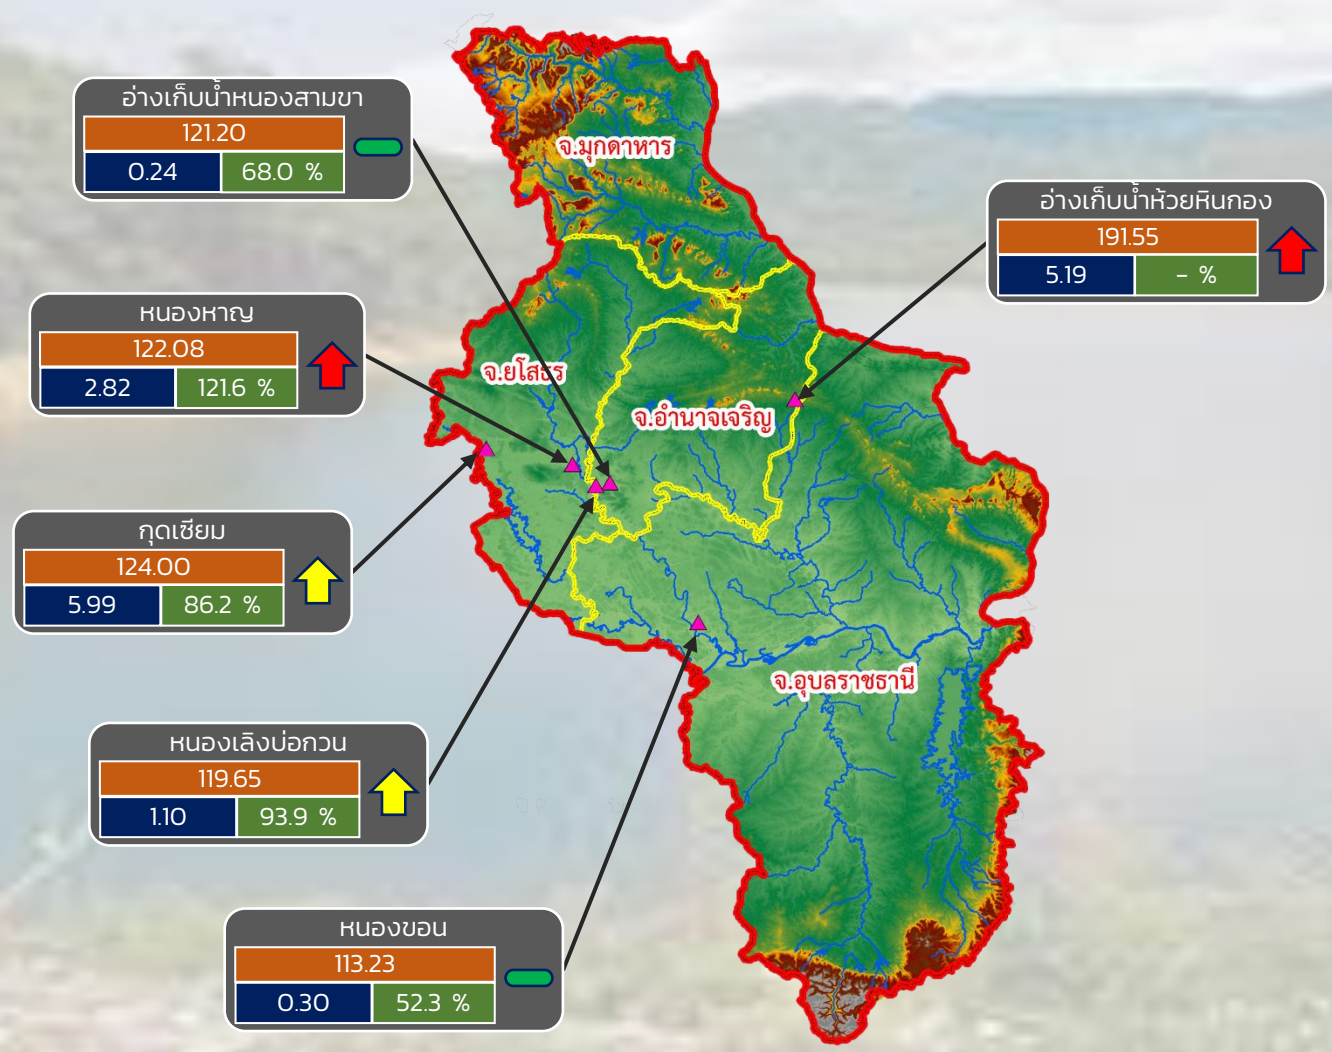 อ่างเก็บน้ำหนองสามขา
121.20
0.24 68.0 %
จ.มุกดาหาร
อ่างเก็บน้ำห้วยหินกอง
191.55
5.19 - %
หนองหาญ
122.08
2.82 121.6 %
จ.ยโสธร
จ.อำนาจเจริญ
กุดเซียม
124.00
5.99 86.2 %
จ.อุบลราชธานี
หนองเลิงบ่อกวน
119.65
1.10 93.9 %
หนองขอน
113.23
0.30 52.3 %